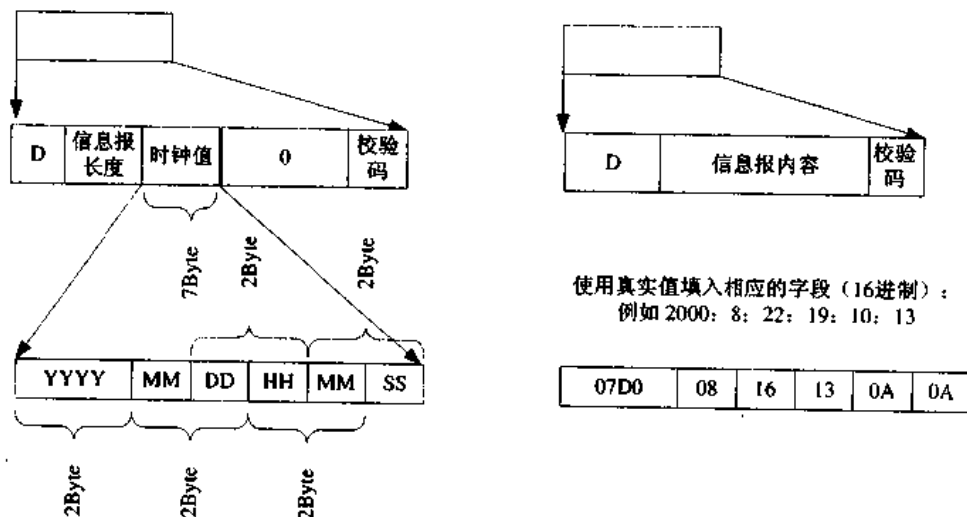 D
信息报
长度
时钟值
0
校验
码
7Byte
2Byte
2Byte
YYYY
MM
DD
HH
MM
SS
2Byte
2Byte
2Byte
D
信息报内容
校验
码
使用真实值填入相应的字段（16进制）：
例如 2000：8：22：19：10：13
07D0
08
16
13
0A
0A